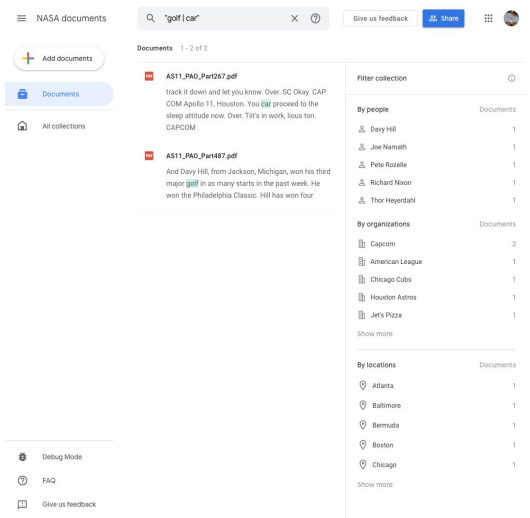 NASA documents
"golf | car"
Give us feedback
Share
Add documents
Documents
All collections
Debug Mode
FAQ
Give us feedback
Documents 1 - 2 of 2
PDF
AS11_PAO_Part267.pdf
track it down and let you know. Over. SC Okay. CAP
COM Apollo 11, Houston. You car proceed to the
sleep attitude now. Over. Tiit's in work, lious ton.
CAPCOM
PDF
AS11_PAO_Part487.pdf
And Davy Hill, from Jackson, Michigan, won his third
major golf in as many starts in the past week. He
won the Philadelphia Classic. Hill has won four
Filter collection
By people Documents
Davy Hill 1
Joe Namath 1
Pete Rozelle 1
Richard Nixon 1
Thor Heyerdahl 1
By organizations Documents
Capcom 2
American League 1
Chicago Cubs 1
Houston Astros 1
Jet's Pizza 1
Show more
By locations Documents
Atlanta 1
Baltimore 1
Bermuda 1
Boston 1
Chicago 1
Show more